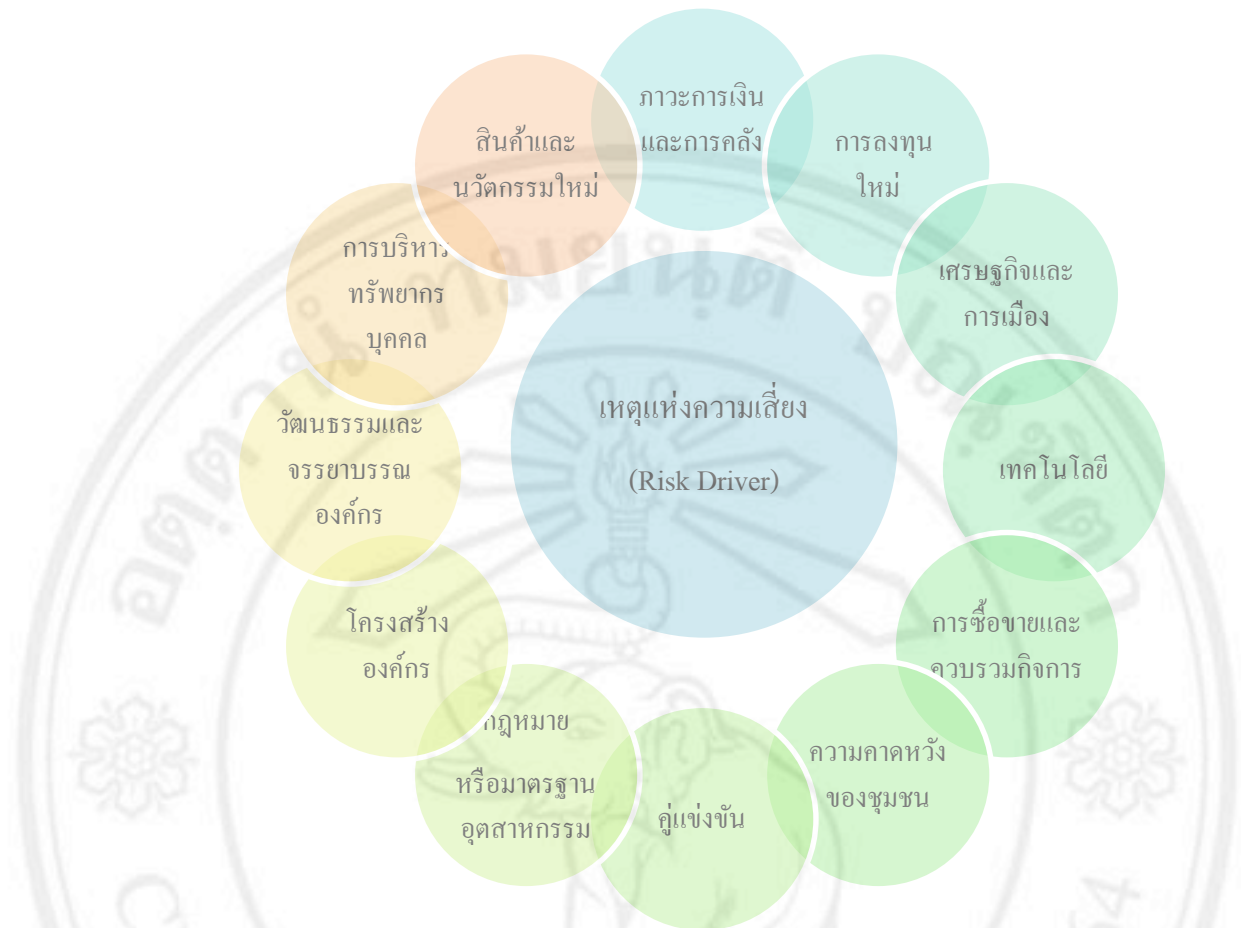 ภาวะการเงิน
และการคลัง
การลงทุน
ใหม่
เศรษฐกิจและ
การเมือง
เทคโนโลยี
การซื้อขายและ
ควบรวมกิจการ
ความคาดหวัง
ของชุมชน
คู่แข่งขัน
กฎหมาย
หรือมาตรฐาน
อุตสาหกรรม
โครงสร้าง
องค์กร
วัฒนธรรมและ
จรรยาบรรณ
องค์กร
การบริหาร
ทรัพยากร
บุคคล
สินค้าและ
นวัตกรรมใหม่
เหตุแห่งความเสี่ยง
(Risk Driver)